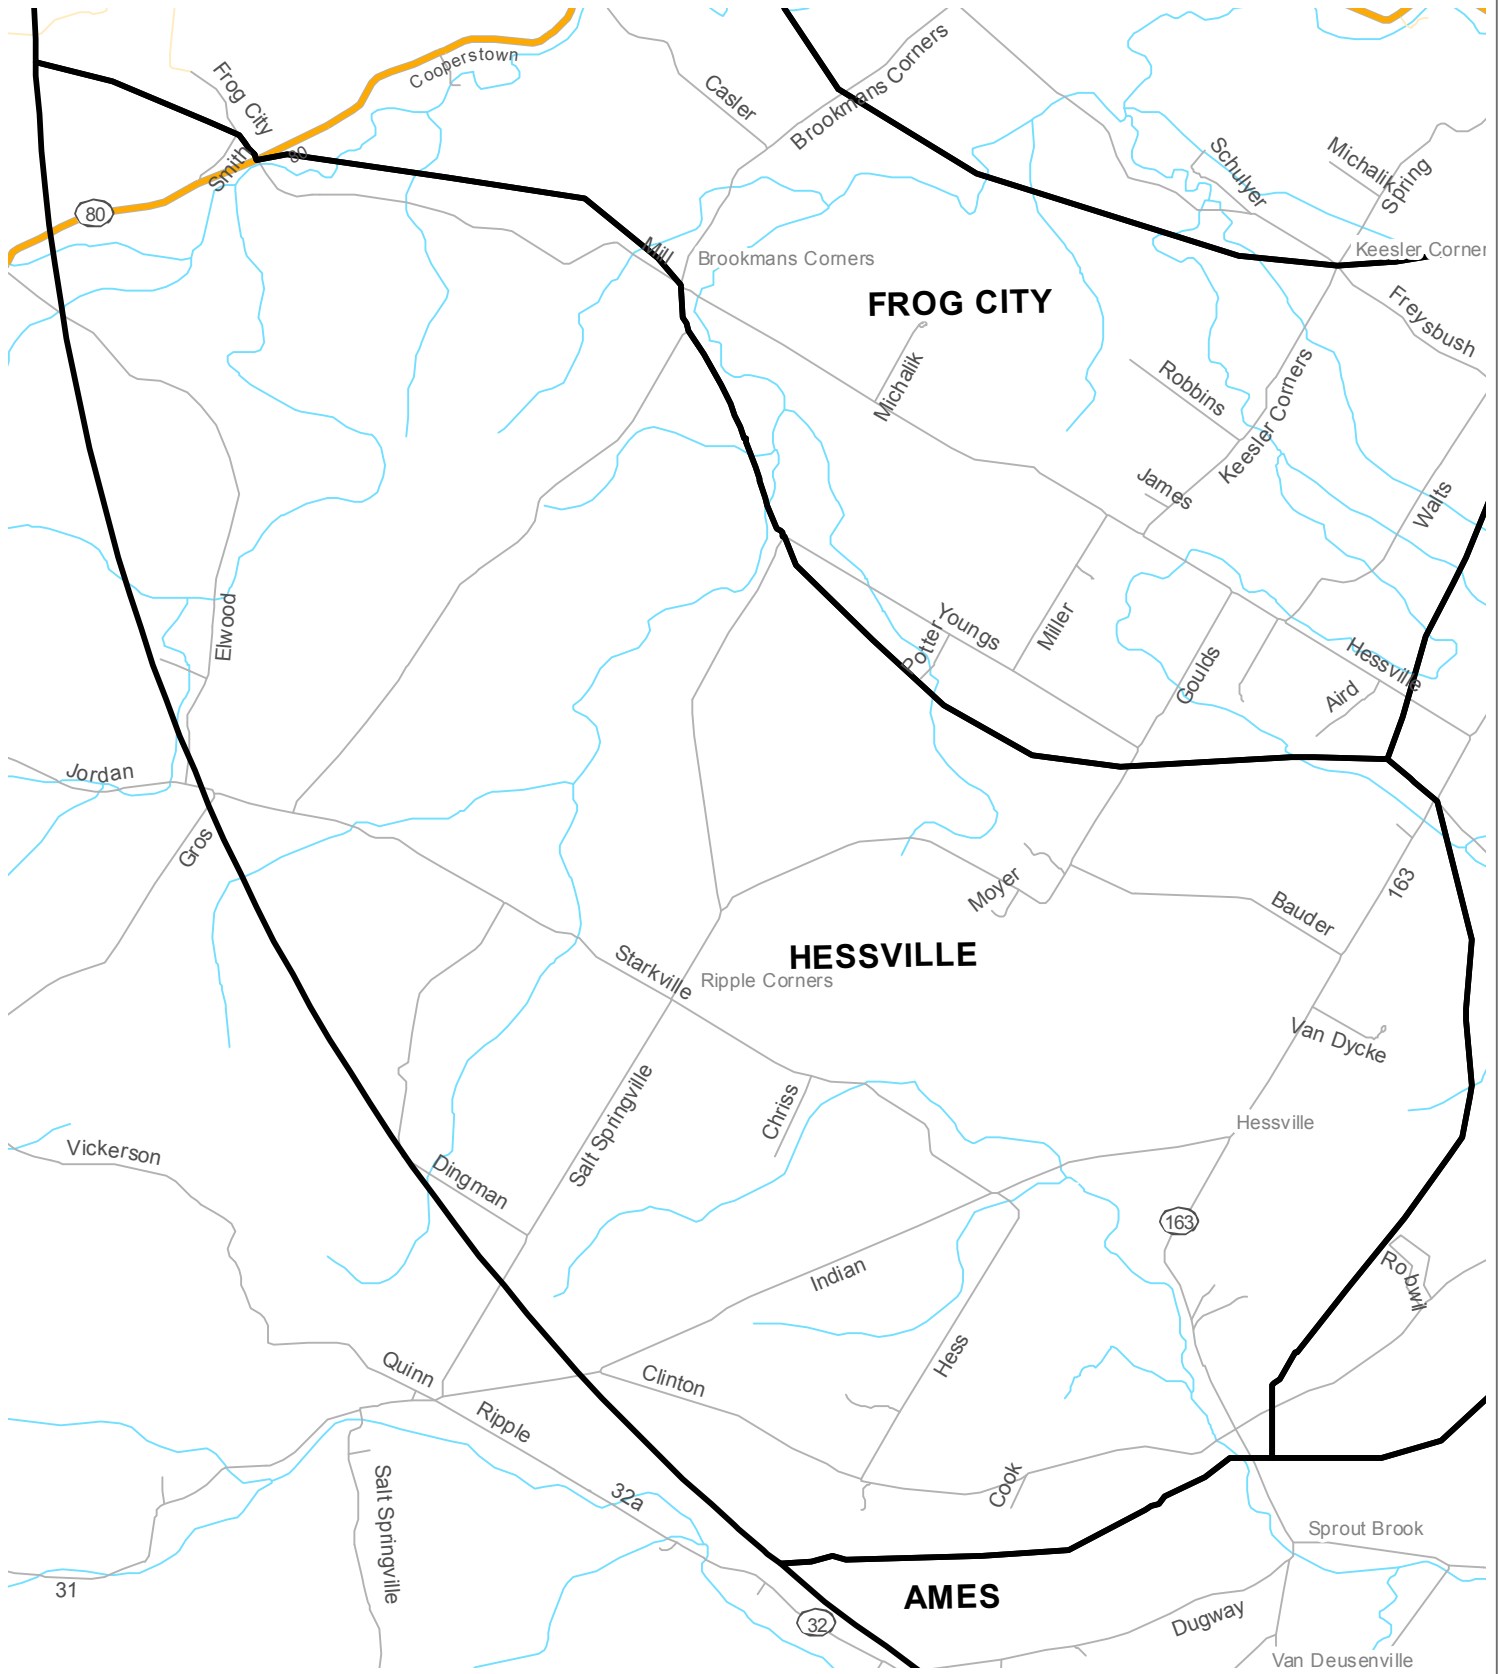 Cooperstown
Frog City
Casler
Brookmans Corners
Smith
80
80
Schulyer
Michalik
Spring
Keesler Corner
Mill
Brookmans Corners
FROG CITY
Freysbush
Michalik
Robbins
Keesler Corners
James
Walts
Elwood
Youngs
Potter
Miller
Goulds
Hessville
Aird
Jordan
Gros
Moyer
163
Bauder
HESSVILLE
Starkville
Ripple Corners
Van Dycke
Salt Springville
Chriss
Hessville
Vickerson
Dingman
163
Indian
Robwil
Hess
Quinn
Clinton
Ripple
Cook
32a
Salt Springville
Sprout Brook
31
AMES
32
Dugway
Van Deusenville